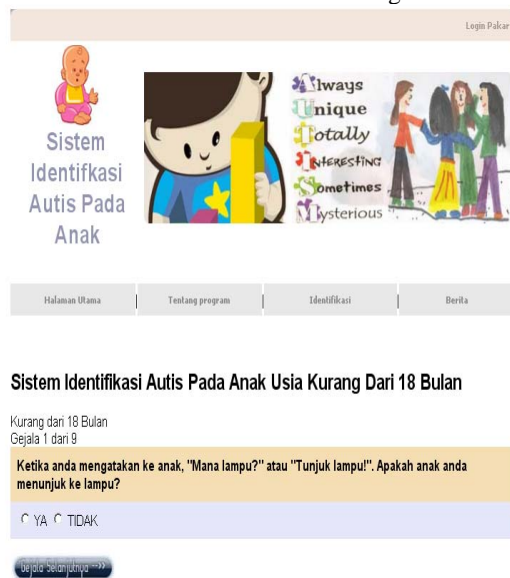 Login Pakar
Sistem
Identifkasi
Autis Pada
Anak
Always
Unique
Totally
INTERESTING
Sometimes
Mysterious
Halaman Utama | Tentang program | Identifikasi | Berita
Sistem Identifikasi Autis Pada Anak Usia Kurang Dari 18 Bulan
Kurang dari 18 Bulan
Gejala 1 dari 9
Ketika anda mengatakan ke anak, "Mana lampu?" atau "Tunjuk lampu!". Apakah anak anda
menunjuk ke lampu?
YA TIDAK
Gejala Selanjutnya -->>